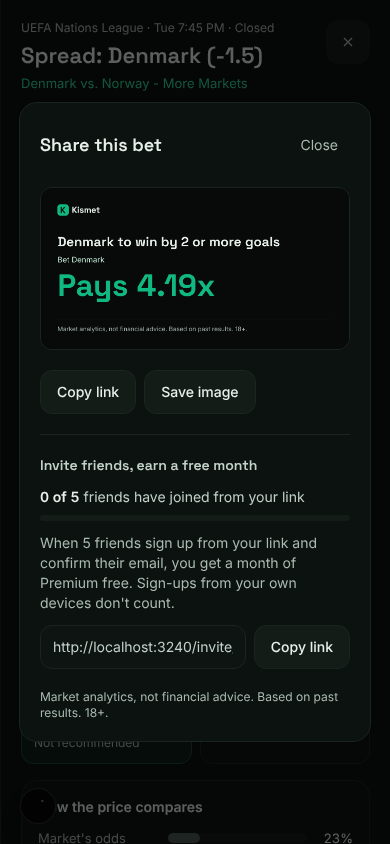 UEFA Nations League · Tue 7:45 PM · Closed
Spread: Denmark (-1.5)
×
Denmark vs. Norway - More Markets
Share this bet
Close
K Kismet
Denmark to win by 2 or more goals
Bet Denmark
Pays 4.19x
Market analytics, not financial advice. Based on past results. 18+.
Copy link
Save image
Invite friends, earn a free month
0 of 5 friends have joined from your link
When 5 friends sign up from your link and
confirm their email, you get a month of
Premium free. Sign-ups from your own
devices don't count.
http://localhost:3240/invite
Copy link
Market analytics, not financial advice. Based on past
results. 18+.
Not recommended
w the price compares
Market's odds
23%